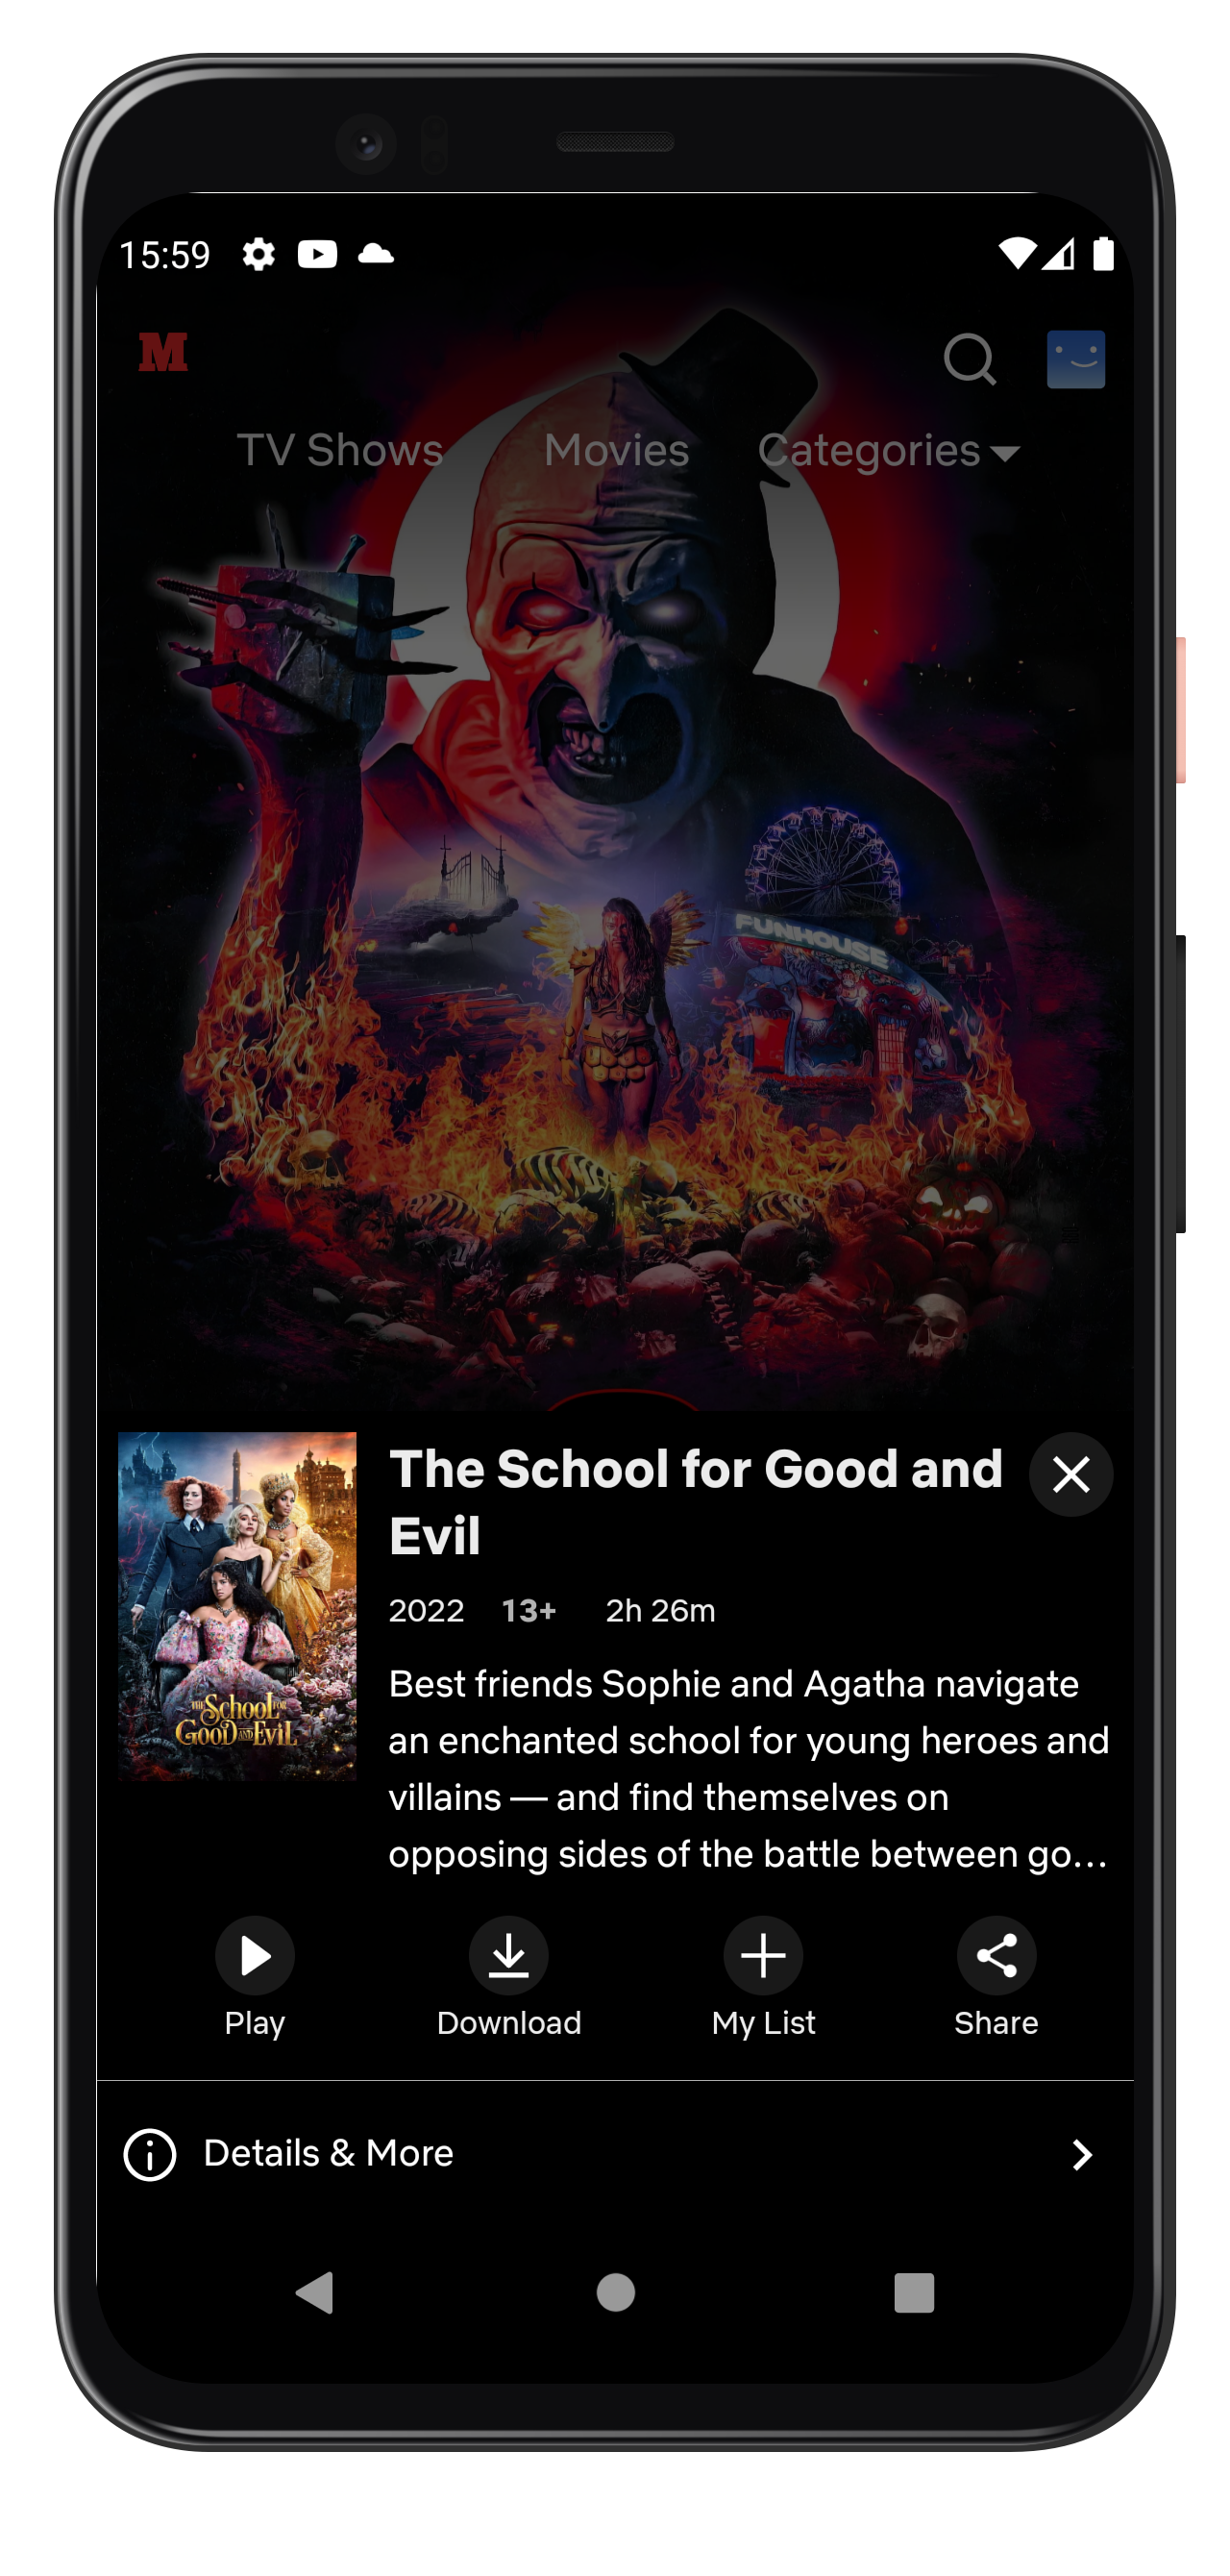 15:59
M
TV Shows Movies Categories
FUNHOUSE
The School for Good and
Evil
2022 13+ 2h 26m
Best friends Sophie and Agatha navigate
an enchanted school for young heroes and
villains — and find themselves on
opposing sides of the battle between go...
THE SCHOOL FOR
GOOD AND EVIL
Play Download My List Share
Details & More